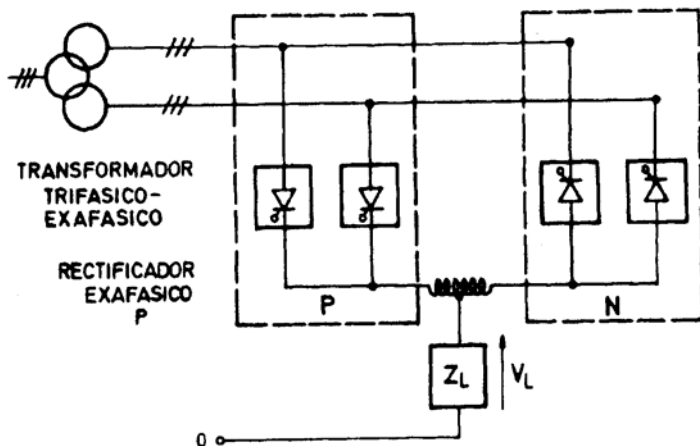 TRANSFORMADOR
TRIFASICO-
EXAFASICO
RECTIFICADOR
EXAFASICO
P
P
N
ZL
VL
0